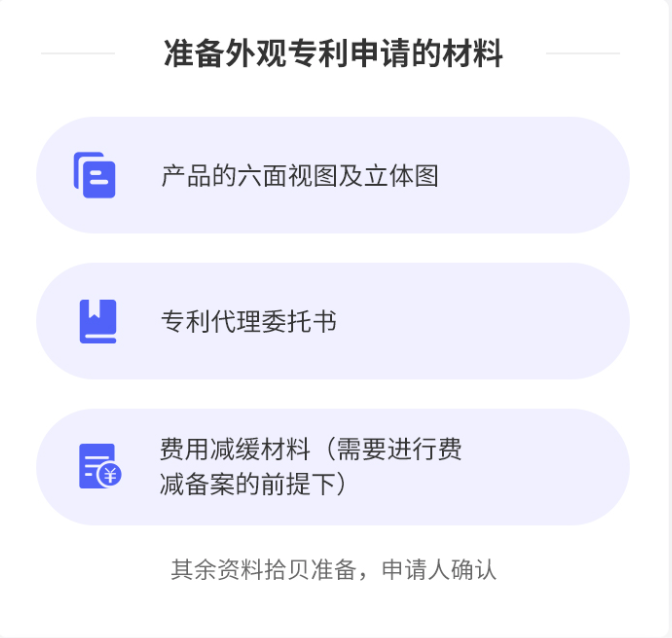 准备外观专利申请的材料
产品的六面视图及立体图
专利代理委托书
费用减缓材料（需要进行费
减备案的前提下）
其余资料拾贝准备，申请人确认